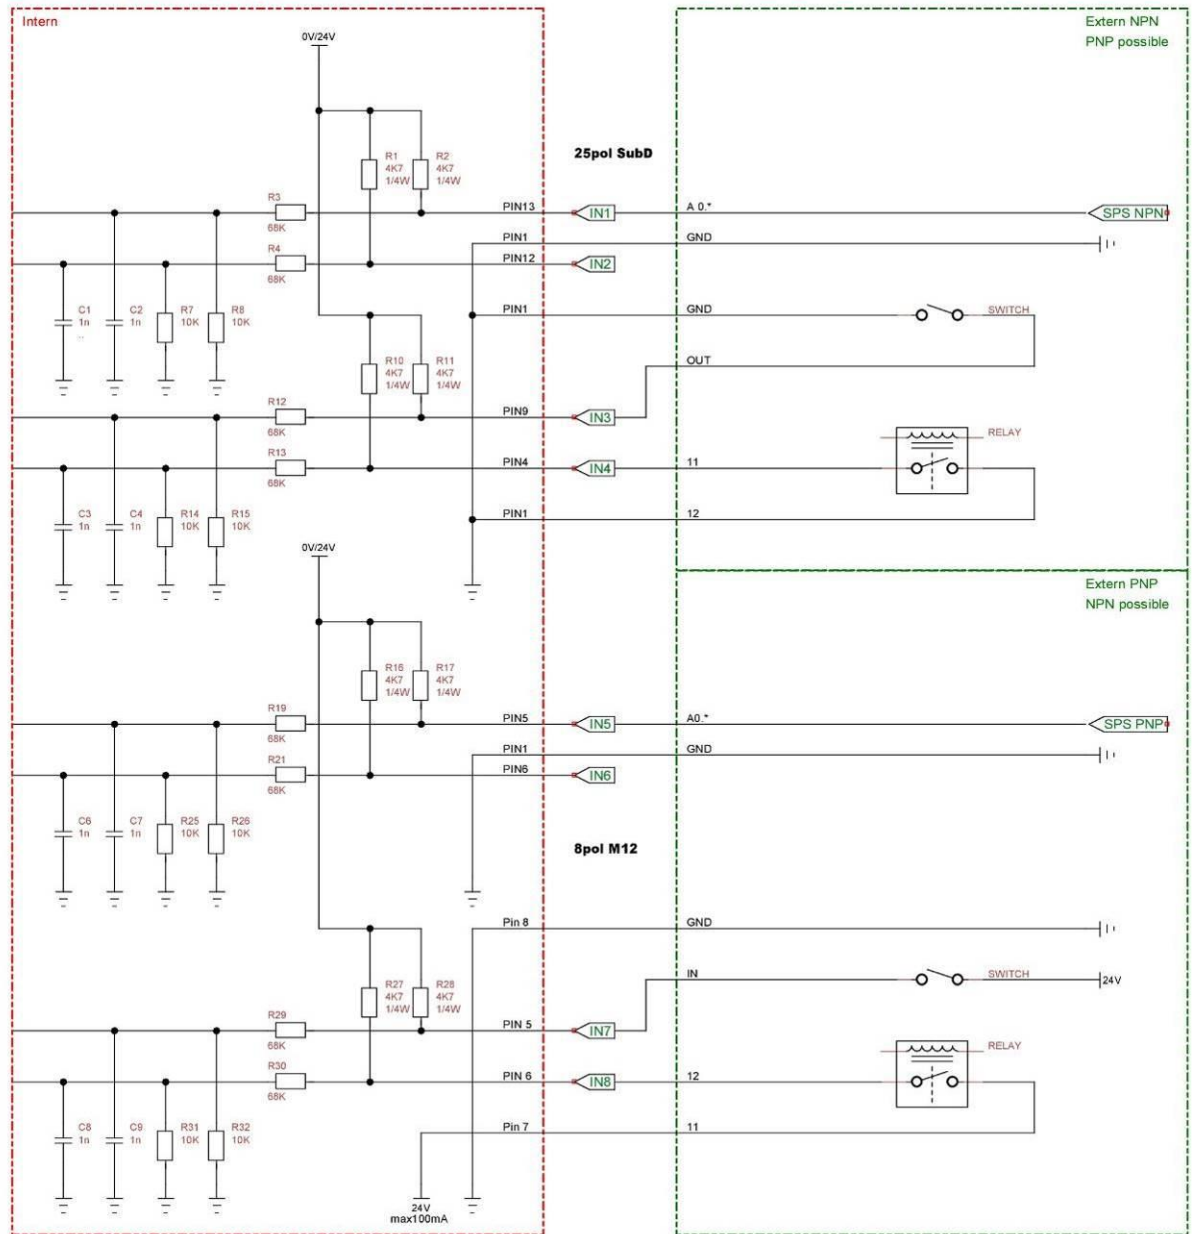 Intern
Extern NPN
PNP possible
0V/24V
R1
4K7
1/4W
R2
4K7
1/4W
25pol SubD
R3
68K
PIN13
IN1
A 0.*
SPS NPN
PIN1
GND
R4
68K
PIN12
IN2
C1
1n
C2
1n
R7
10K
R8
10K
PIN1
GND
SWITCH
OUT
R10
4K7
1/4W
R11
4K7
1/4W
R12
68K
PIN9
IN3
RELAY
R13
68K
PIN4
IN4
11
C3
1n
C4
1n
R14
10K
R15
10K
PIN1
12
0V/24V
Extern PNP
NPN possible
R16
4K7
1/4W
R17
4K7
1/4W
R19
68K
PIN5
IN5
A0.*
SPS PNP
PIN1
GND
R21
68K
PIN6
IN6
C6
1n
C7
1n
R25
10K
R26
10K
8pol M12
Pin 8
GND
IN
SWITCH
24V
R27
4K7
1/4W
R28
4K7
1/4W
R29
68K
PIN 5
IN7
RELAY
R30
68K
PIN 6
IN8
12
C8
1n
C9
1n
R31
10K
R32
10K
Pin 7
11
24V
max100mA